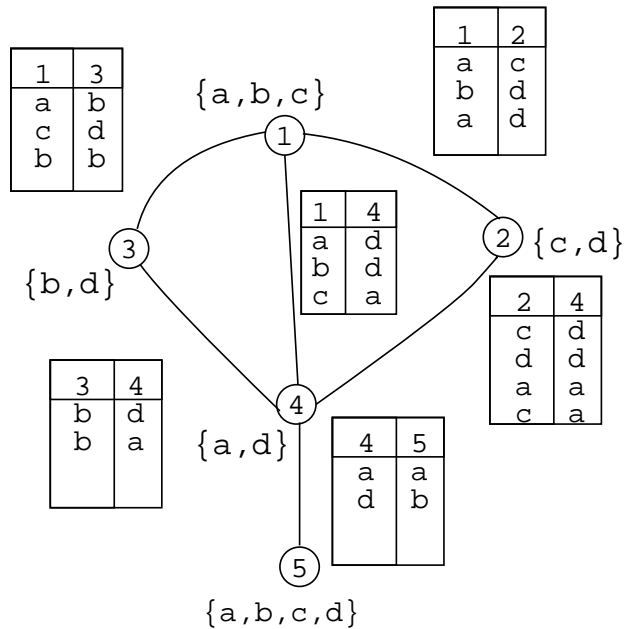 1 3
a b
c d
b b
{a,b,c}
1
1 2
a c
b d
a d
1 4
a d
b d
c a
3
{b,d}
2
{c,d}
2 4
c d
d d
a a
c a
3 4
b d
b a
4
{a,d}
4 5
a a
d b
5
{a,b,c,d}